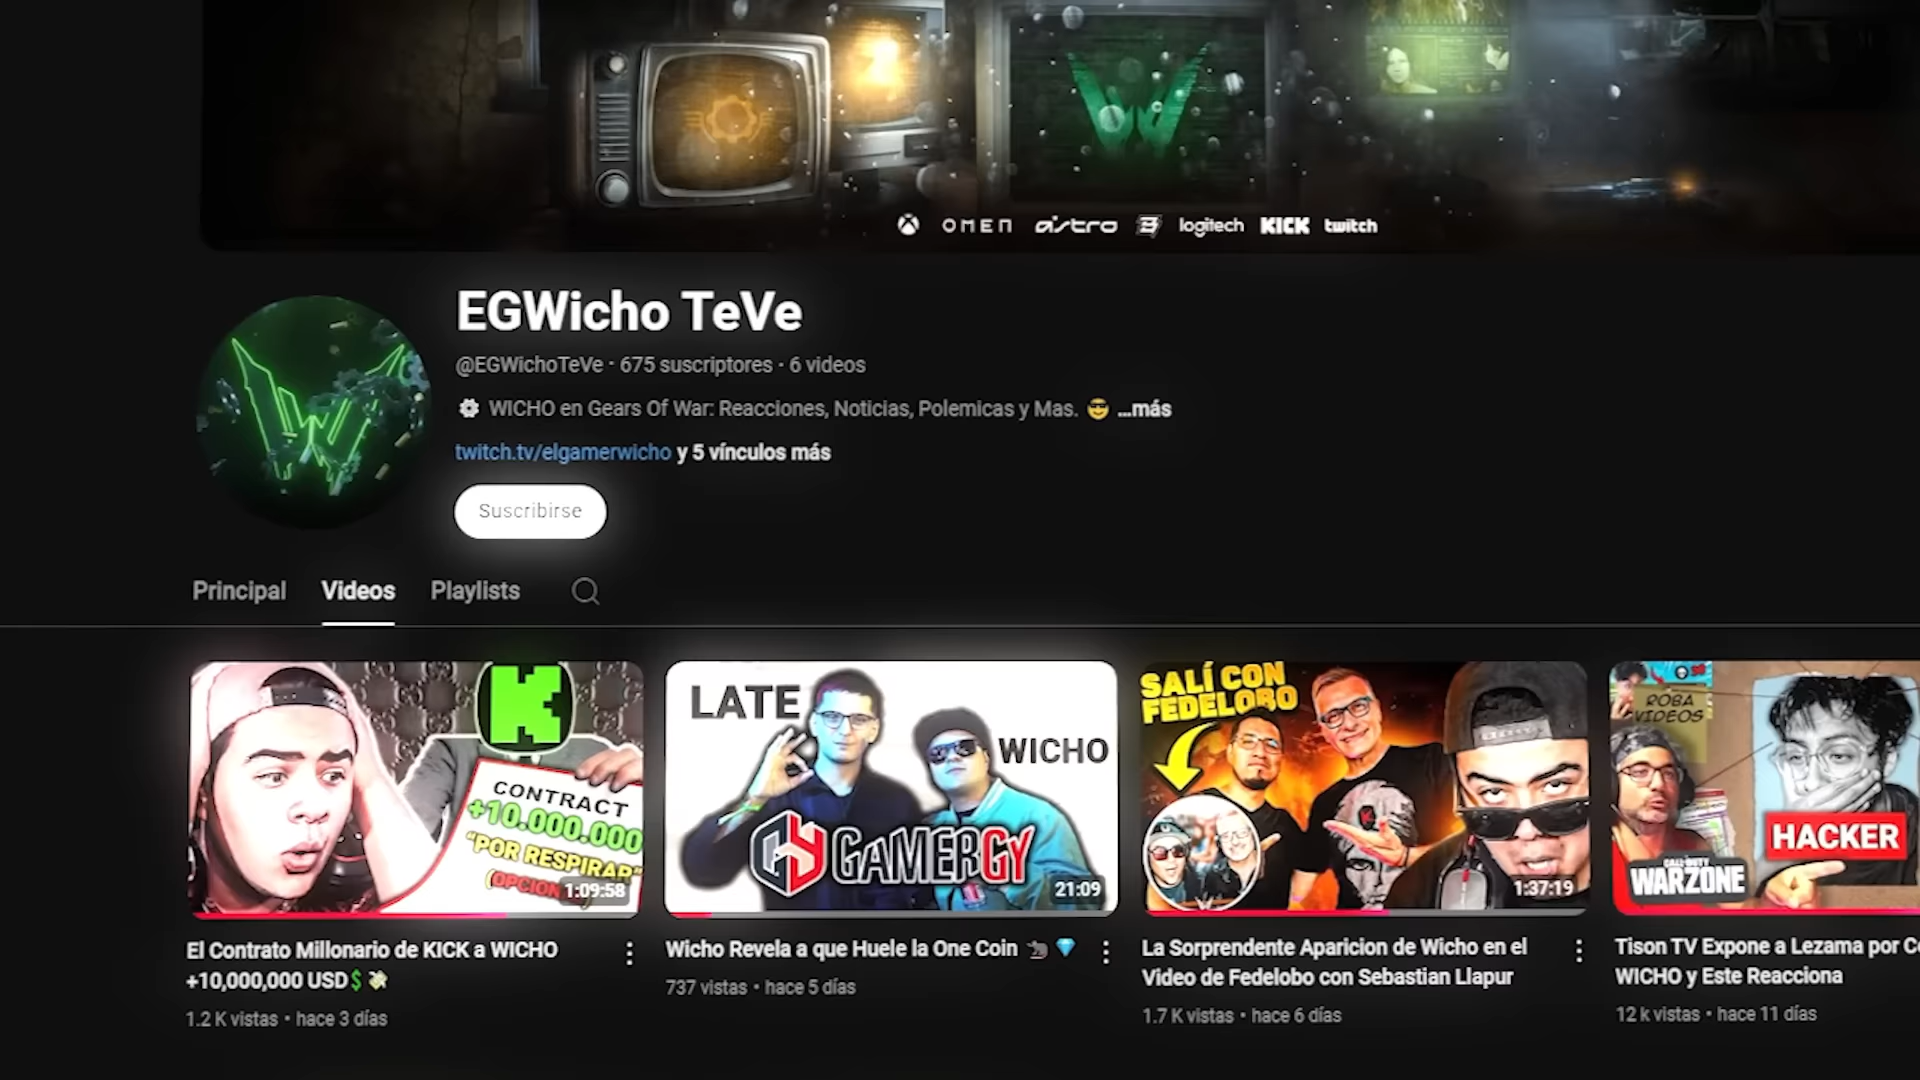 OMEN astro logitech KICK twitch
EGWicho TeVe
@EGWichoTeVe · 675 suscriptores · 6 videos
WICHO en Gears Of War: Reacciones, Noticias, Polemicas y Mas. 😎 ...más
twitch.tv/elgamerwicho y 5 vínculos más
Suscribirse
Principal Videos Playlists
CONTRACT
+10.000.000
"POR RESPIRAR"
(OPCION
1:09:58
LATE
WICHO
GAMERGY
21:09
SALÍ CON
FEDELOBO
1:37:19
ROBA
VIDEOS
HACKER
CALL OF DUTY
WARZONE
El Contrato Millonario de KICK a WICHO
+10,000,000 USD💲💸
1.2 K vistas · hace 3 días
Wicho Revela a que Huele la One Coin 🐀 💎
737 vistas · hace 5 días
La Sorprendente Aparicion de Wicho en el
Video de Fedelobo con Sebastian Llapur
1.7 K vistas · hace 6 días
Tison TV Expone a Lezama por C
WICHO y Este Reacciona
12 k vistas · hace 11 días